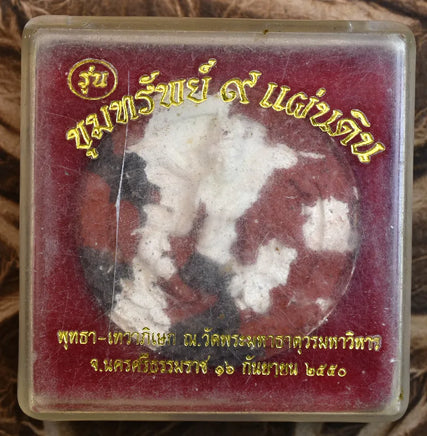 รุ่น
ขุมทรัพย์ ๙ แผ่นดิน
พุทธา-เทวาภิเษก ณ.วัดพระมหาธาตุวรมหาวิหาร
จ.นครศรีธรรมราช ๑๖ กันยายน ๒๕๕๐